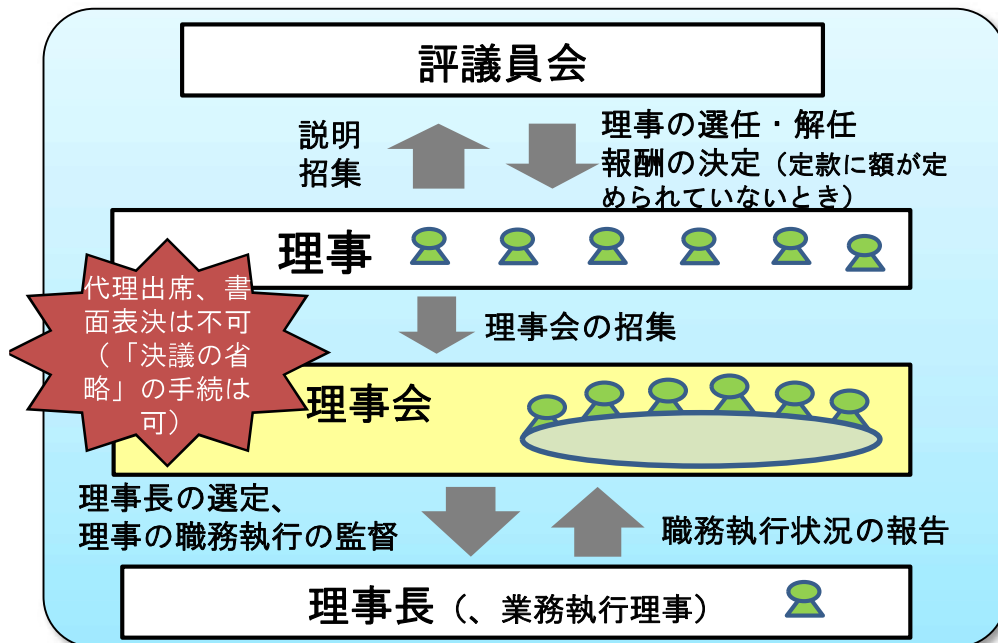 評議員会
説明
招集
理事の選任・解任
報酬の決定（定款に額が定
められていないとき）
理事
代理出席、書
面表決は不可
（「決議の省
略」の手続は
可）
理事会の招集
理事会
理事長の選定、
理事の職務執行の監督
職務執行状況の報告
理事長（、業務執行理事）